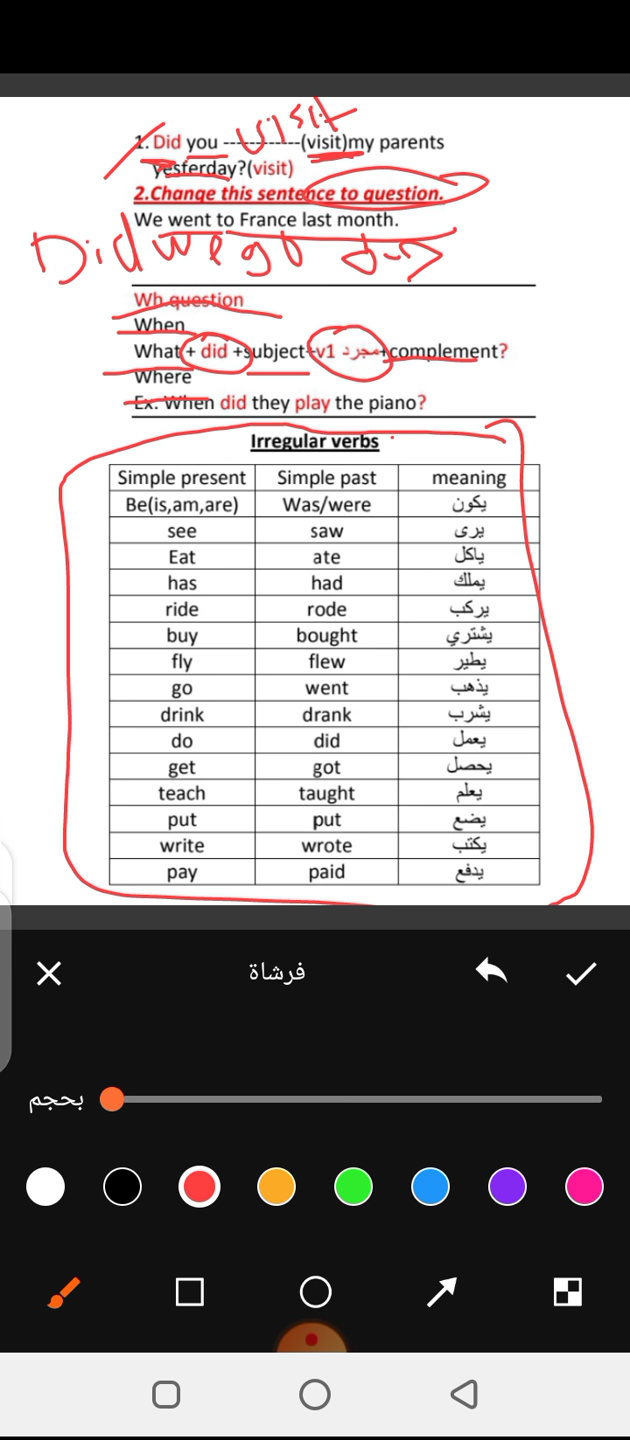 visit
1. Did you ------------(visit)my parents
yesterday?(visit)
2.Change this sentence to question.
We went to France last month.
Did we go to
Wh question
When
What + did +subject+v1 مجرد+complement?
Where
Ex: When did they play the piano?
Irregular verbs
Simple present Simple past meaning
Be(is,am,are) Was/were يكون
see saw يرى
Eat ate ياكل
has had يملك
ride rode يركب
buy bought يشتري
fly flew يطير
go went يذهب
drink drank يشرب
do did يعمل
get got يحصل
teach taught يعلم
put put يضع
write wrote يكتب
pay paid يدفع
فرشاة
بحجم